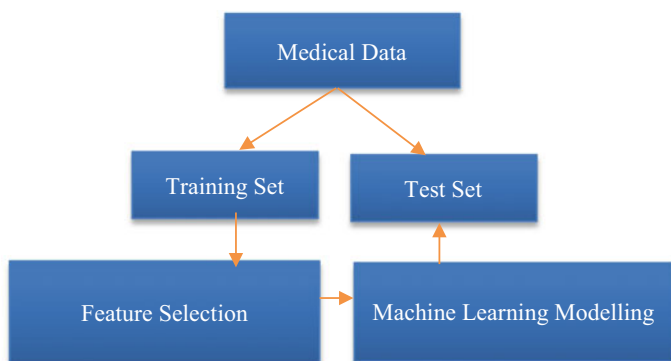 Medical Data
Training Set
Test Set
Feature Selection
Machine Learning Modelling